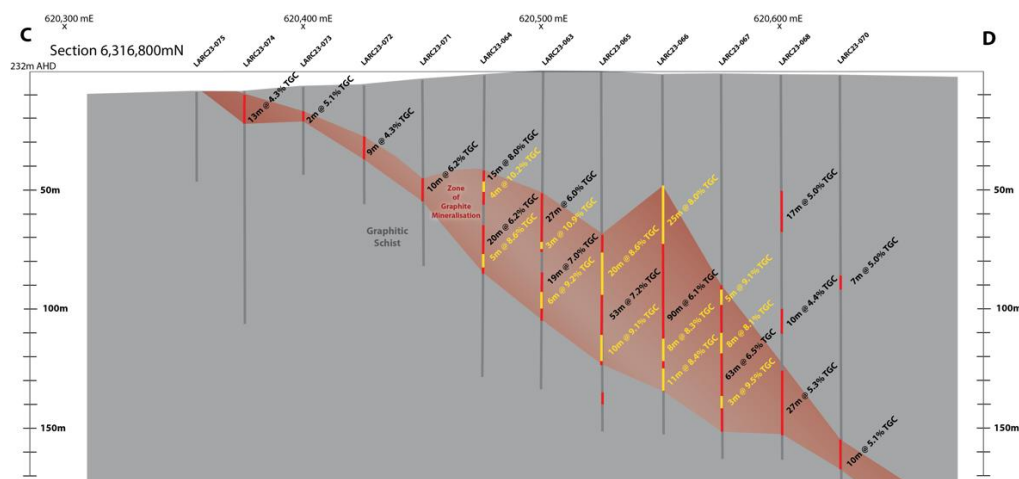 620,300 mE
620,400 mE
620,500 mE
620,600 mE
x
x
x
x
C
Section 6,316,800mN
D
232m AHD
LARC23-075
LARC23-074
LARC23-073
LARC23-072
LARC23-071
LARC23-064
LARC23-063
LARC23-065
LARC23-066
LARC23-067
LARC23-068
LARC23-070
13m @ 4.3% TGC
2m @ 5.1% TGC
9m @ 4.3% TGC
10m @ 6.2% TGC
15m @ 8.0% TGC
4m @ 10.2% TGC
20m @ 6.2% TGC
5m @ 8.6% TGC
27m @ 6.0% TGC
3m @ 10.9% TGC
19m @ 7.0% TGC
6m @ 9.2% TGC
20m @ 8.6% TGC
53m @ 7.2% TGC
10m @ 9.1% TGC
25m @ 8.0% TGC
90m @ 6.1% TGC
8m @ 8.3% TGC
11m @ 8.4% TGC
5m @ 9.1% TGC
8m @ 8.1% TGC
63m @ 6.5% TGC
3m @ 9.5% TGC
17m @ 5.0% TGC
10m @ 4.4% TGC
27m @ 5.3% TGC
7m @ 5.0% TGC
10m @ 5.1% TGC
Zone
of
Graphite
Mineralisation
Graphitic
Schist
50m
50m
100m
100m
150m
150m